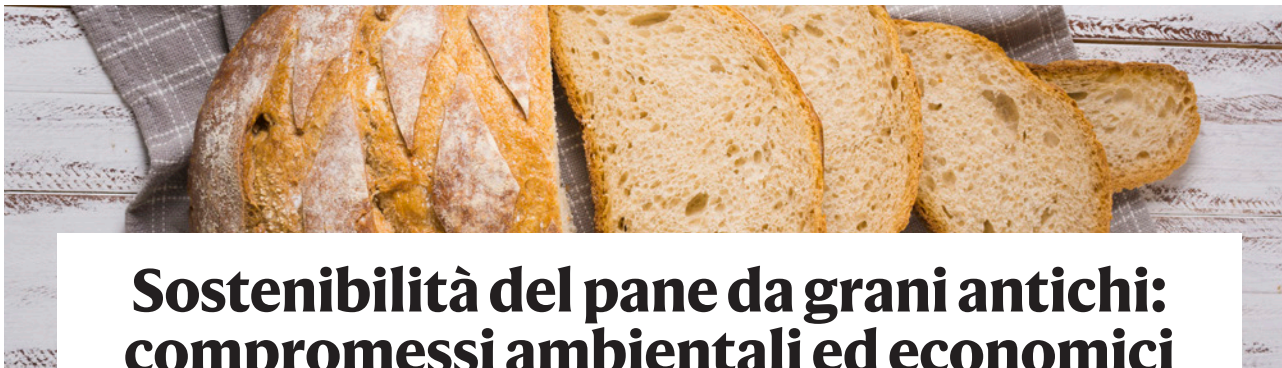 Sostenibilità del pane da grani antichi:
compromessi ambientali ed economici